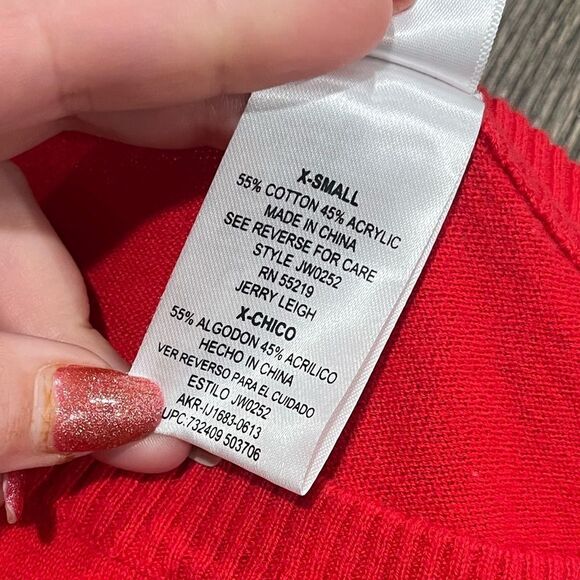 X-SMALL
55% COTTON 45% ACRYLIC
MADE IN CHINA
SEE REVERSE FOR CARE
STYLE JW0252
RN 55219
JERRY LEIGH
X-CHICO
55% ALGODON 45% ACRILICO
HECHO IN CHINA
VER REVERSO PARA EL CUIDADO
ESTILO JW0252
AKR-IJ1683-0613
UPC:732409 503706